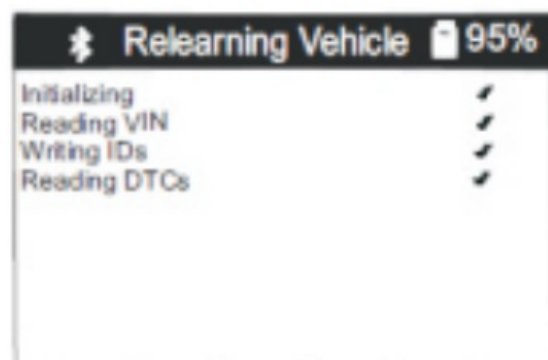 Relearning Vehicle 95%
Initializing
Reading VIN
Writing IDs
Reading DTCs